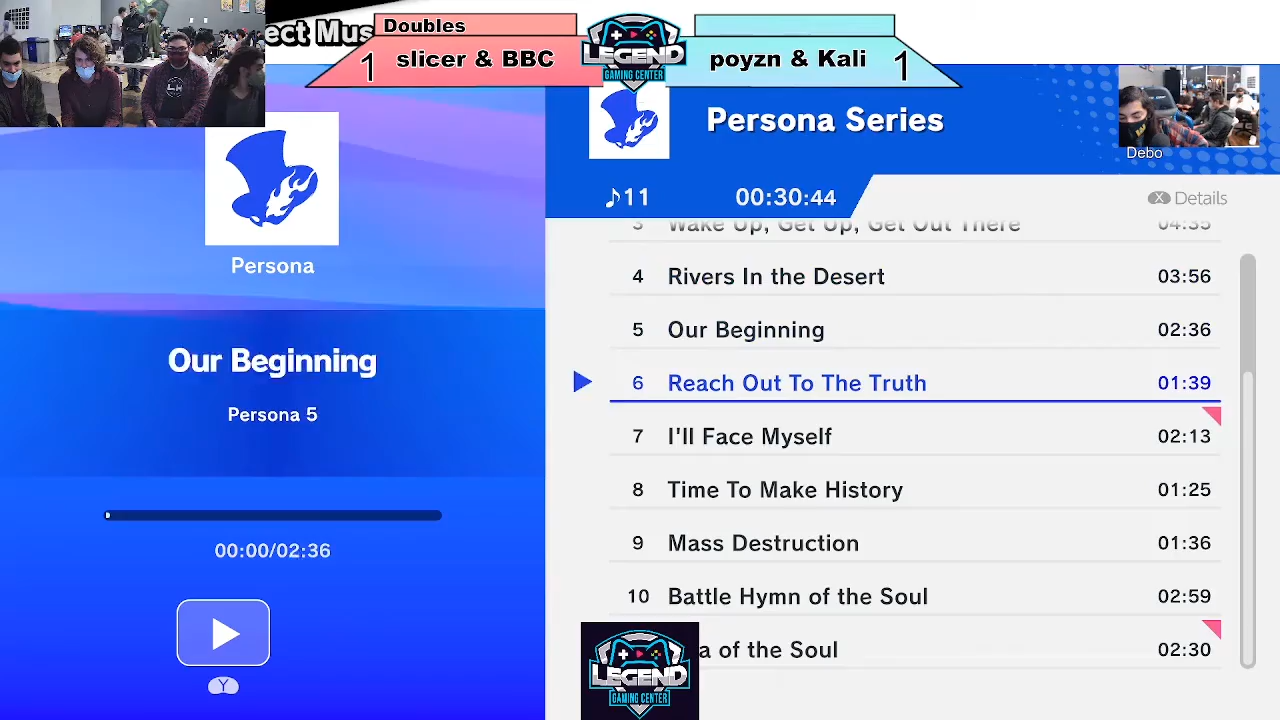 ect Mus
Doubles
1 slicer & BBC
LEGEND
GAMING CENTER
poyzn & Kali 1
Debo
Persona
Our Beginning
Persona 5
00:00/02:36
Y
Persona Series
♪11 00:30:44
X Details
3 Wake Up, Get Up, Get Out There 04:35
4 Rivers In the Desert 03:56
5 Our Beginning 02:36
6 Reach Out To The Truth 01:39
7 I'll Face Myself 02:13
8 Time To Make History 01:25
9 Mass Destruction 01:36
10 Battle Hymn of the Soul 02:59
a of the Soul 02:30
LEGEND
GAMING CENTER